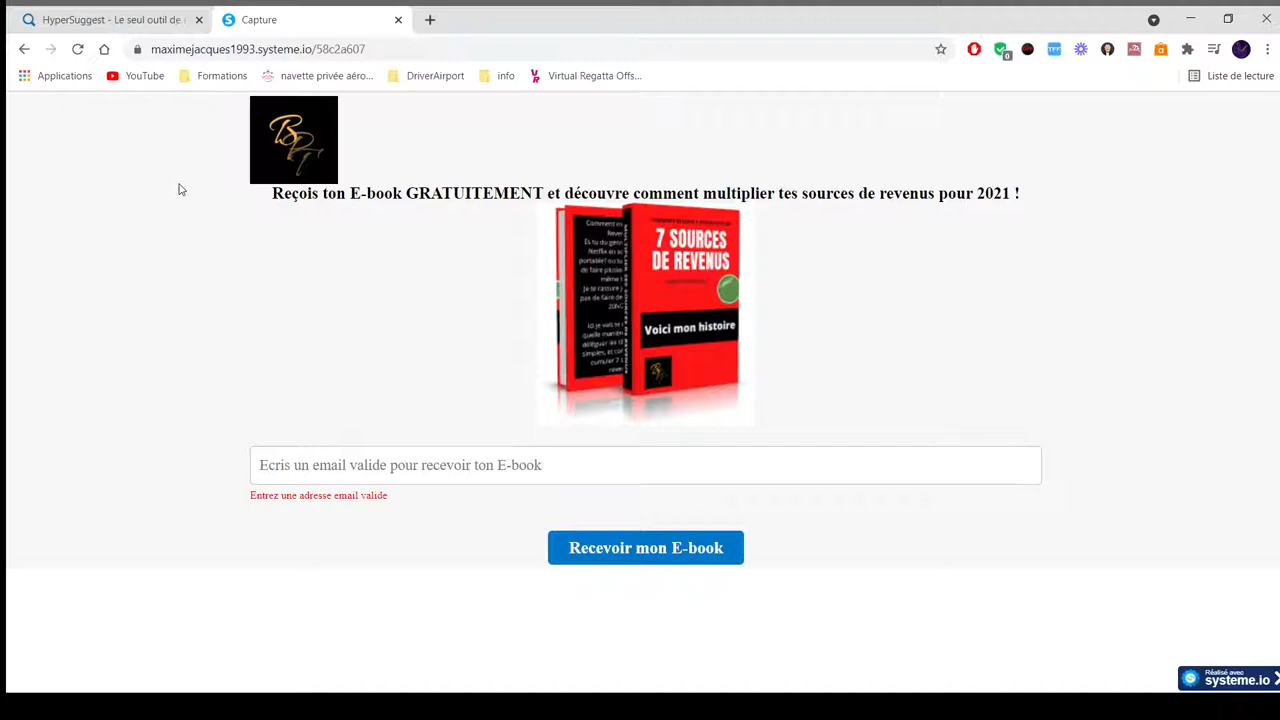 HyperSuggest - Le seul outil de
Capture
maximejacques1993.systeme.io/58c2a607
0
Applications
YouTube
Formations
navette privée aéro...
DriverAirport
info
Virtual Regatta Offs...
Liste de lecture
BRT
Reçois ton E-book GRATUITEMENT et découvre comment multiplier tes sources de revenus pour 2021 !
7 SOURCES
DE REVENUS
Voici mon histoire
Ecris un email valide pour recevoir ton E-book
Entrez une adresse email valide
Recevoir mon E-book
Réalisé avec
systeme.io